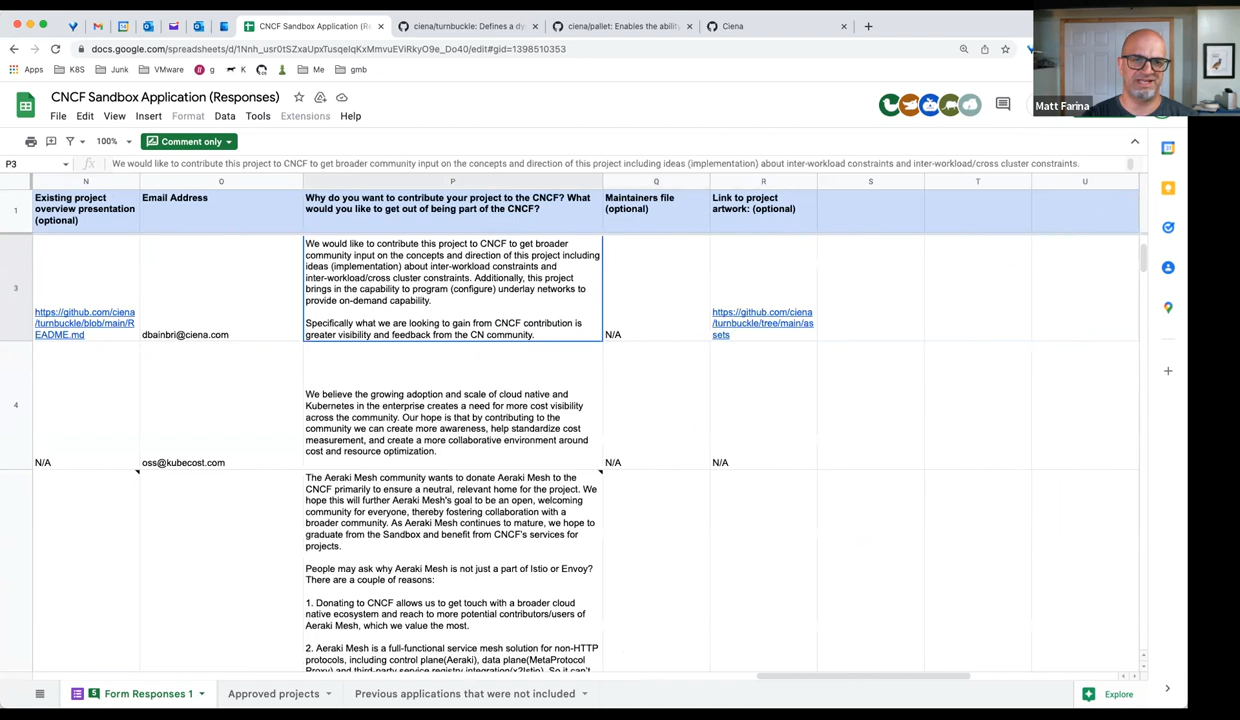 CNCF Sandbox Application (Re
ciena/turnbuckle: Defines a dy
ciena/pallet: Enables the ability
Ciena
docs.google.com/spreadsheets/d/1Nnh_usr0tSZxaUpxTusqeIqKxMmvuEViRkyO9e_Do40/edit#gid=1398510353
Apps
K8S
Junk
VMware
g
K
Me
gmb
Matt Farina
CNCF Sandbox Application (Responses)
File Edit View Insert Format Data Tools Extensions Help
100%
Comment only
P3
fx
We would like to contribute this project to CNCF to get broader community input on the concepts and direction of this project including ideas (implementation) about inter-workload constraints and inter-workload/cross cluster constraints.
N O P Q R S T U
1
Existing project
overview presentation
(optional)
Email Address
Why do you want to contribute your project to the CNCF? What
would you like to get out of being part of the CNCF?
Maintainers file
(optional)
Link to project
artwork: (optional)
3
https://github.com/ciena
/turnbuckle/blob/main/R
EADME.md
dbainbri@ciena.com
We would like to contribute this project to CNCF to get broader
community input on the concepts and direction of this project including
ideas (implementation) about inter-workload constraints and
inter-workload/cross cluster constraints. Additionally, this project
brings in the capability to program (configure) underlay networks to
provide on-demand capability.
Specifically what we are looking to gain from CNCF contribution is
greater visibility and feedback from the CN community.
N/A
https://github.com/ciena
/turnbuckle/tree/main/as
sets
4
N/A
oss@kubecost.com
We believe the growing adoption and scale of cloud native and
Kubernetes in the enterprise creates a need for more cost visibility
across the community. Our hope is that by contributing to the
community we can create more awareness, help standardize cost
measurement, and create a more collaborative environment around
cost and resource optimization.
N/A
N/A
The Aeraki Mesh community wants to donate Aeraki Mesh to the
CNCF primarily to ensure a neutral, relevant home for the project. We
hope this will further Aeraki Mesh's goal to be an open, welcoming
community for everyone, thereby fostering collaboration with a
broader community. As Aeraki Mesh continues to mature, we hope to
graduate from the Sandbox and benefit from CNCF's services for
projects.
People may ask why Aeraki Mesh is not just a part of Istio or Envoy?
There are a couple of reasons:
1. Donating to CNCF allows us to get touch with a broader cloud
native ecosystem and reach to more potential contributors/users of
Aeraki Mesh, which we value the most.
2. Aeraki Mesh is a full-functional service mesh solution for non-HTTP
protocols, including control plane(Aeraki), data plane(MetaProtocol
Proxy) and third-party service registry integration(x2Istio). So it can't
5 Form Responses 1
Approved projects
Previous applications that were not included
Explore